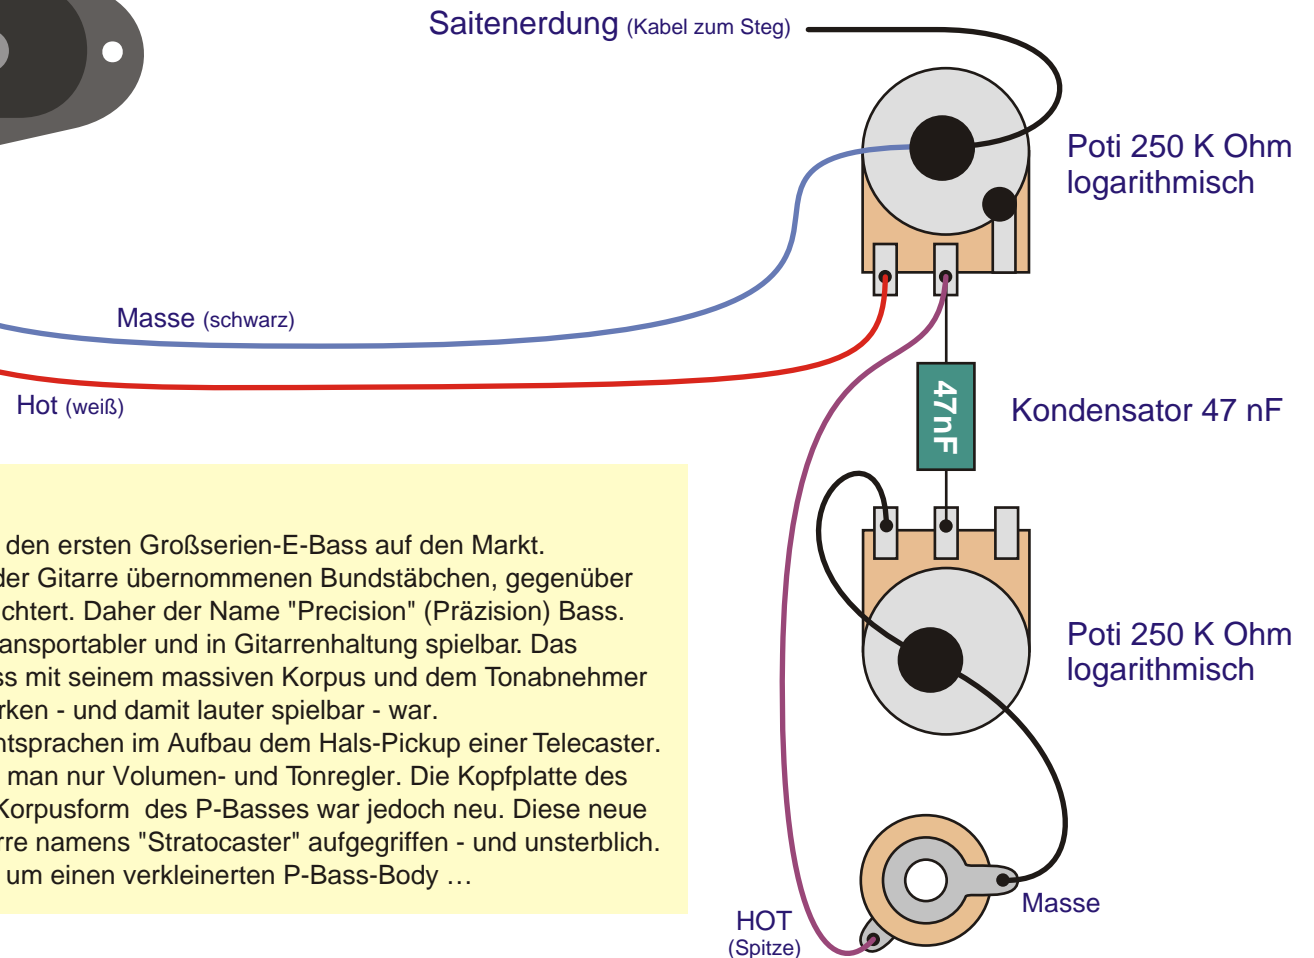 Saitenerdung (Kabel zum Steg)
Poti 250 K Ohm
logarithmisch
Masse (schwarz)
Hot (weiß)
47nF
Kondensator 47 nF
den ersten Großserien-E-Bass auf den Markt.
der Gitarre übernommenen Bundstäbchen, gegenüber
chtert. Daher der Name "Precision" (Präzision) Bass.
ansportabler und in Gitarrenhaltung spielbar. Das
ss mit seinem massiven Korpus und dem Tonabnehmer
rken - und damit lauter spielbar - war.
ntsprachen im Aufbau dem Hals-Pickup einer Telecaster.
man nur Volumen- und Tonregler. Die Kopfplatte des
Korpusform des P-Basses war jedoch neu. Diese neue
rre namens "Stratocaster" aufgegriffen - und unsterblich.
um einen verkleinerten P-Bass-Body …
Poti 250 K Ohm
logarithmisch
Masse
HOT
(Spitze)